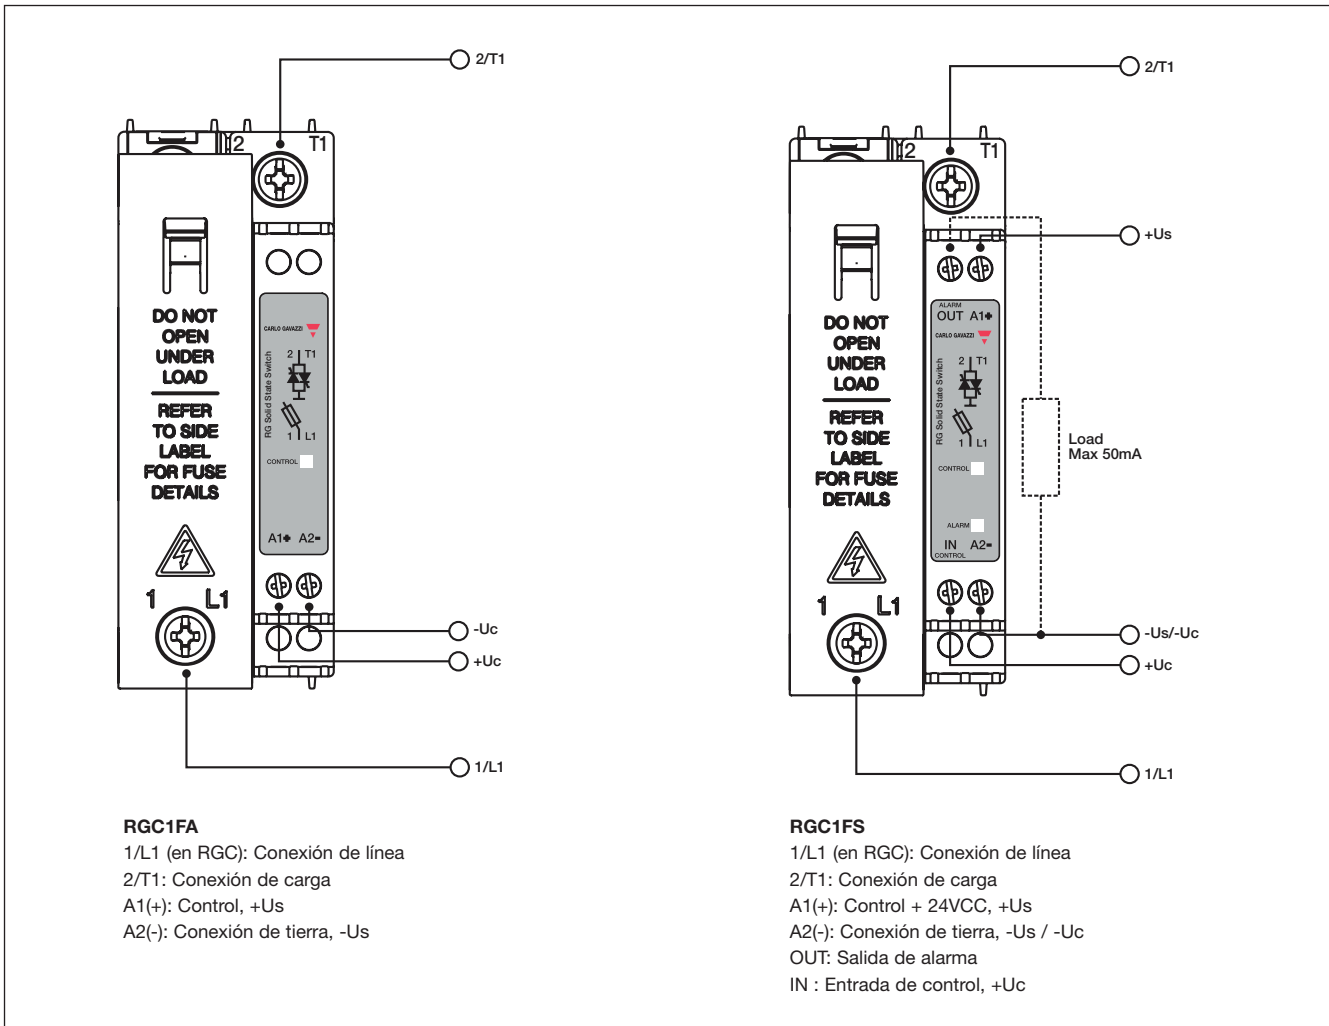 2/T1
2 T1
DO NOT
OPEN
UNDER
LOAD
REFER
TO SIDE
LABEL
FOR FUSE
DETAILS
CARLO GAVAZZI
2 T1
RG Solid State Switch
1 L1
CONTROL
A1+ A2-
1 L1
-Uc
+Uc
1/L1
RGC1FA
1/L1 (en RGC): Conexión de línea
2/T1: Conexión de carga
A1(+): Control, +Us
A2(-): Conexión de tierra, -Us
2/T1
2 T1
+Us
DO NOT
OPEN
UNDER
LOAD
REFER
TO SIDE
LABEL
FOR FUSE
DETAILS
ALARM
OUT A1+
CARLO GAVAZZI
2 T1
RG Solid State Switch
1 L1
CONTROL
ALARM
IN A2-
CONTROL
Load
Max 50mA
1 L1
-Us/-Uc
+Uc
1/L1
RGC1FS
1/L1 (en RGC): Conexión de línea
2/T1: Conexión de carga
A1(+): Control + 24VCC, +Us
A2(-): Conexión de tierra, -Us / -Uc
OUT: Salida de alarma
IN : Entrada de control, +Uc